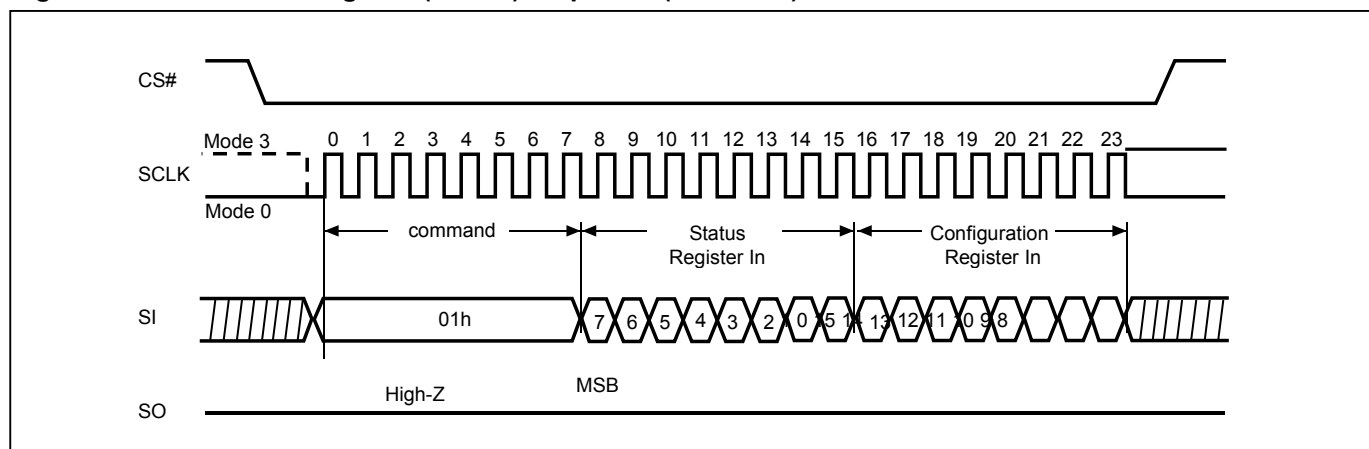 CS#
Mode 3
0 1 2 3 4 5 6 7 8 9 10 11 12 13 14 15 16 17 18 19 20 21 22 23
SCLK
Mode 0
command
Status
Register In
Configuration
Register In
SI
01h
7 6 5 4 3 2 0 15 13 12 11 10 9 8
High-Z
MSB
SO